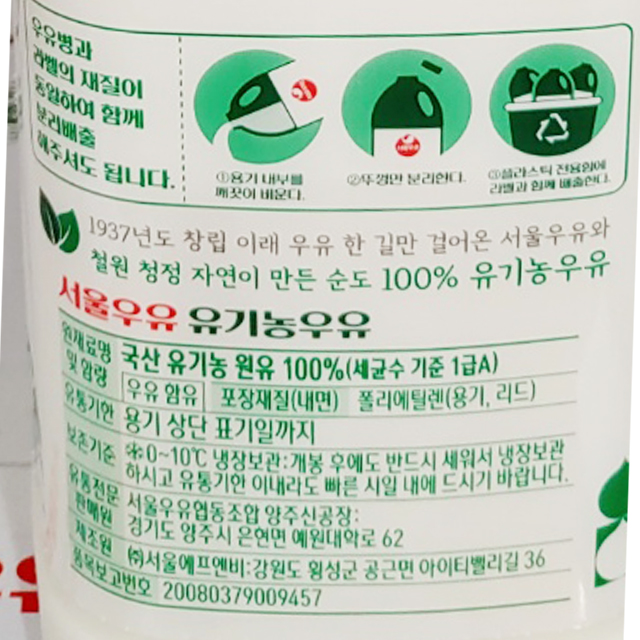 우유병과
라벨의 재질이
동일하여 함께
분리배출
해주셔도 됩니다.
①용기 내부를
깨끗이 비운다.
②뚜껑만 분리한다.
③플라스틱 전용함에
라벨과 함께 배출한다.
서울우유
1937년도 창립 이래 우유 한 길만 걸어온 서울우유와
철원 청정 자연이 만든 순도 100% 유기농우유
서울우유 유기농우유
원재료명 및 함량 국산 유기농 원유 100%(세균수 기준 1급A)
우유 함유 포장재질(내면) 폴리에틸렌(용기, 리드)
유통기한 용기 상단 표기일까지
보존기준 0~10℃ 냉장보관:개봉 후에도 반드시 세워서 냉장보관
하시고 유통기한 이내라도 빠른 시일 내에 드시기 바랍니다.
유통전문
판매원 서울우유협동조합 양주신공장:
경기도 양주시 은현면 예원대학로 62
제조원 ㈜서울에프엔비:강원도 횡성군 공근면 아이티밸리길 36
품목보고번호 20080379009457